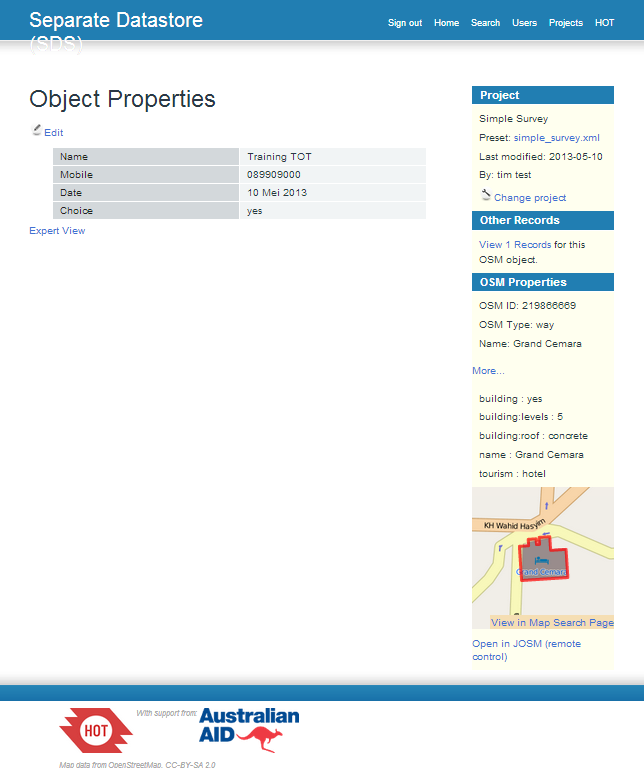 Separate Datastore
(SDS)
Sign out Home Search Users Projects HOT
Object Properties
Edit
Name Training TOT
Mobile 089909000
Date 10 Mei 2013
Choice yes
Expert View
Project
Simple Survey
Preset: simple_survey.xml
Last modified: 2013-05-10
By: tim test
Change project
Other Records
View 1 Records for this
OSM object.
OSM Properties
OSM ID: 219866669
OSM Type: way
Name: Grand Cemara
More...
building : yes
building:levels : 5
building:roof : concrete
name : Grand Cemara
tourism : hotel
KH Wahid Hasyim
Grand Cemara
View in Map Search Page
Open in JOSM (remote
control)
HOT
With support from:
Australian
AID
Map data from OpenStreetMap, CC-BY-SA 2.0